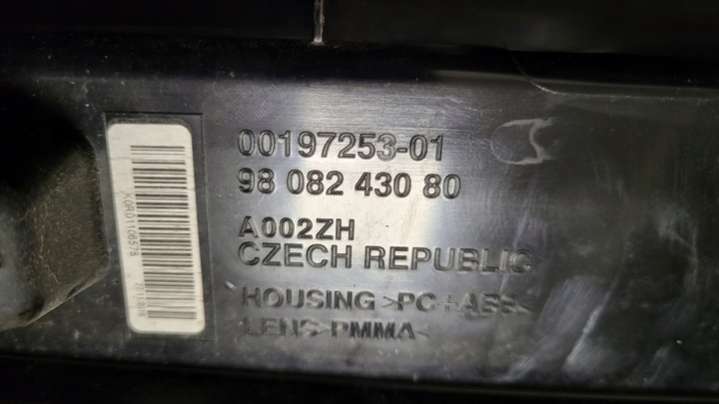 00197253-01
98 082 430 80
A002ZH
CZECH REPUBLIC
HOUSING >PC+ABS<
LENS>PMMA<